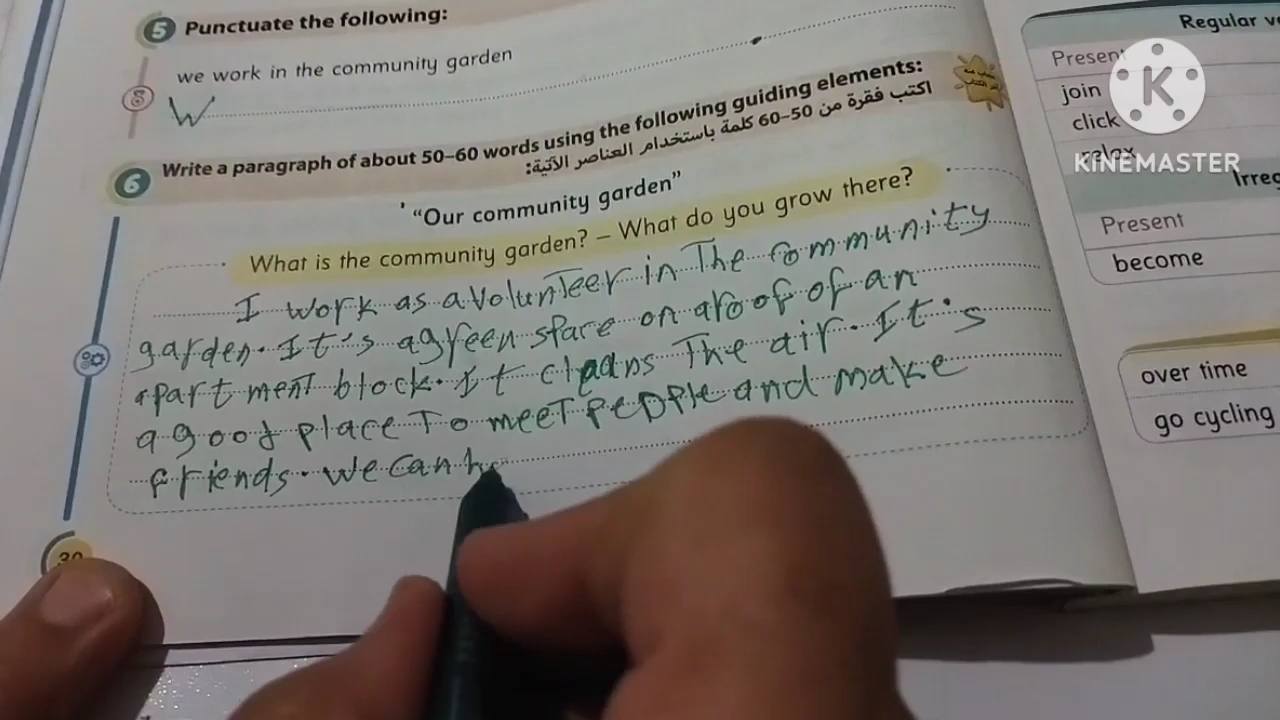 5 Punctuate the following:
we work in the community garden
W
6 Write a paragraph of about 50–60 words using the following guiding elements:
اكتب فقرة من 50–60 كلمة باستخدام العناصر الآتية:
"Our community garden"
What is the community garden? – What do you grow there?
I work as a volunteer in The community
garden. It's a green space on a roof of an
apartment block. It cleans The air. It's
a good place To meeT people and make
friends. We can
30
Regular
Present
join
click
relax
Present
become
over time
go cycling
K
KINEMASTER